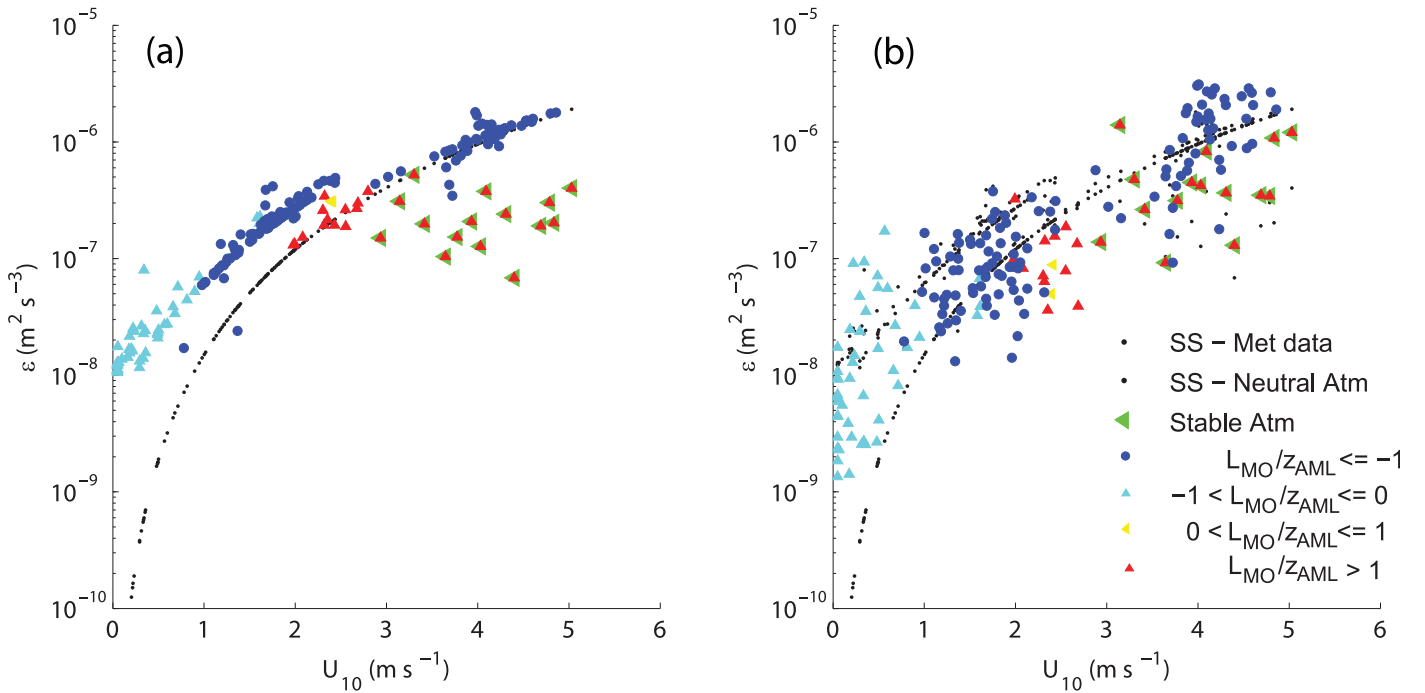 (a)
10⁻⁵
10⁻⁶
10⁻⁷
10⁻⁸
10⁻⁹
10⁻¹⁰
ε (m² s⁻³)
0 1 2 3 4 5 6
U₁₀ (m s⁻¹)
(b)
10⁻⁵
10⁻⁶
10⁻⁷
10⁻⁸
10⁻⁹
10⁻¹⁰
ε (m² s⁻³)
SS − Met data
SS − Neutral Atm
Stable Atm
L_MO/z_AML <= −1
−1 < L_MO/z_AML <= 0
0 < L_MO/z_AML <= 1
L_MO/z_AML > 1
0 1 2 3 4 5 6
U₁₀ (m s⁻¹)